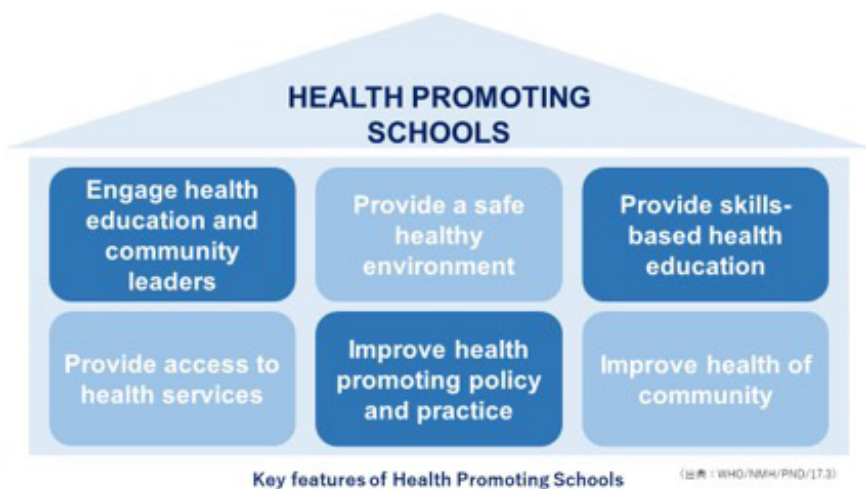 HEALTH PROMOTING
SCHOOLS
Engage health
education and
community
leaders
Provide a safe
healthy
environment
Provide skills-
based health
education
Provide access to
health services
Improve health
promoting policy
and practice
Improve health of
community
Key features of Health Promoting Schools
(出典：WHO/NMH/PND/17.3)